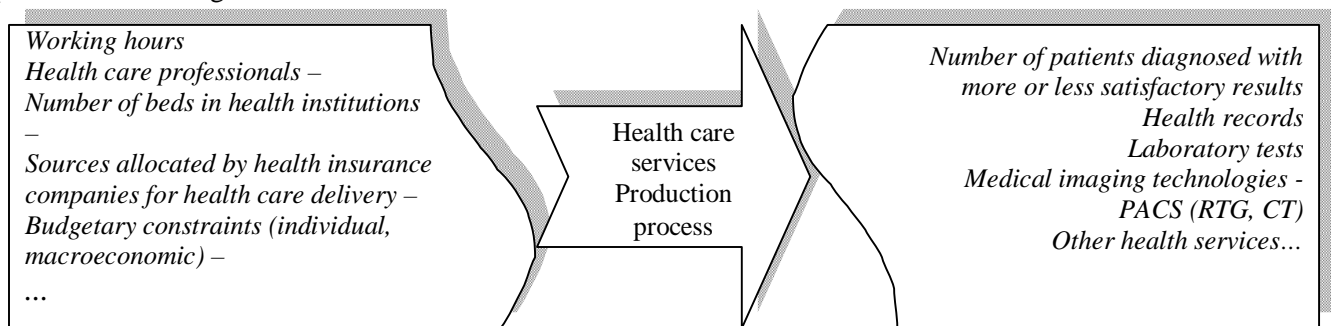 Working hours
Health care professionals –
Number of beds in health institutions
–
Sources allocated by health insurance
companies for health care delivery –
Budgetary constraints (individual,
macroeconomic) –
...
Health care
services
Production
process
Number of patients diagnosed with
more or less satisfactory results
Health records
Laboratory tests
Medical imaging technologies -
PACS (RTG, CT)
Other health services…